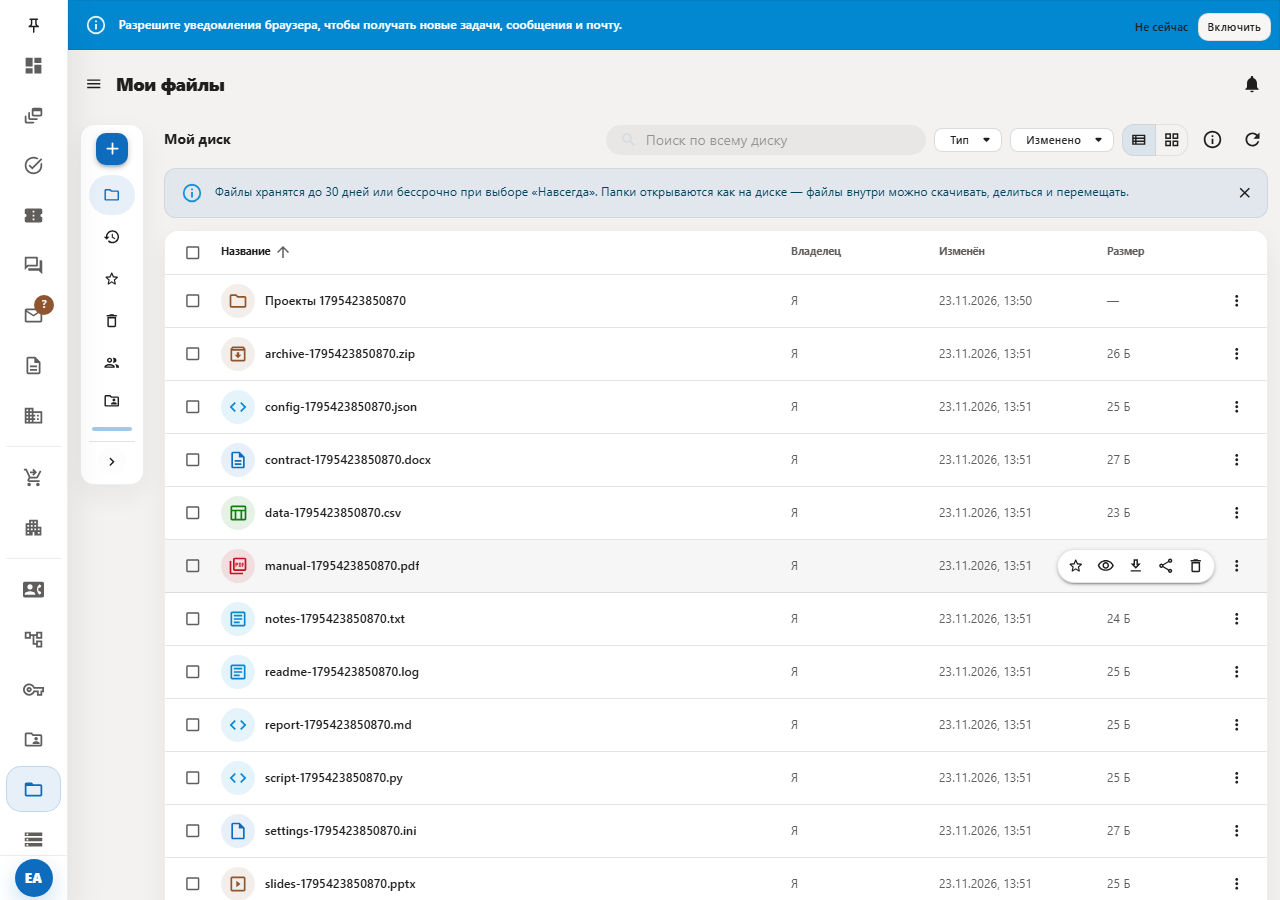 Разрешите уведомления браузера, чтобы получать новые задачи, сообщения и почту.
Не сейчас
Включить
Мои файлы
Мой диск
Поиск по всему диску
Тип
Изменено
Файлы хранятся до 30 дней или бессрочно при выборе «Навсегда». Папки открываются как на диске — файлы внутри можно скачивать, делиться и перемещать.
Название Владелец Изменён Размер
Проекты 1795423850870 Я 23.11.2026, 13:50 —
archive-1795423850870.zip Я 23.11.2026, 13:51 26 Б
config-1795423850870.json Я 23.11.2026, 13:51 25 Б
contract-1795423850870.docx Я 23.11.2026, 13:51 27 Б
data-1795423850870.csv Я 23.11.2026, 13:51 23 Б
PDF manual-1795423850870.pdf Я 23.11.2026, 13:51
notes-1795423850870.txt Я 23.11.2026, 13:51 24 Б
readme-1795423850870.log Я 23.11.2026, 13:51 25 Б
report-1795423850870.md Я 23.11.2026, 13:51 25 Б
script-1795423850870.py Я 23.11.2026, 13:51 25 Б
settings-1795423850870.ini Я 23.11.2026, 13:51 27 Б
slides-1795423850870.pptx Я 23.11.2026, 13:51 25 Б
?
EA